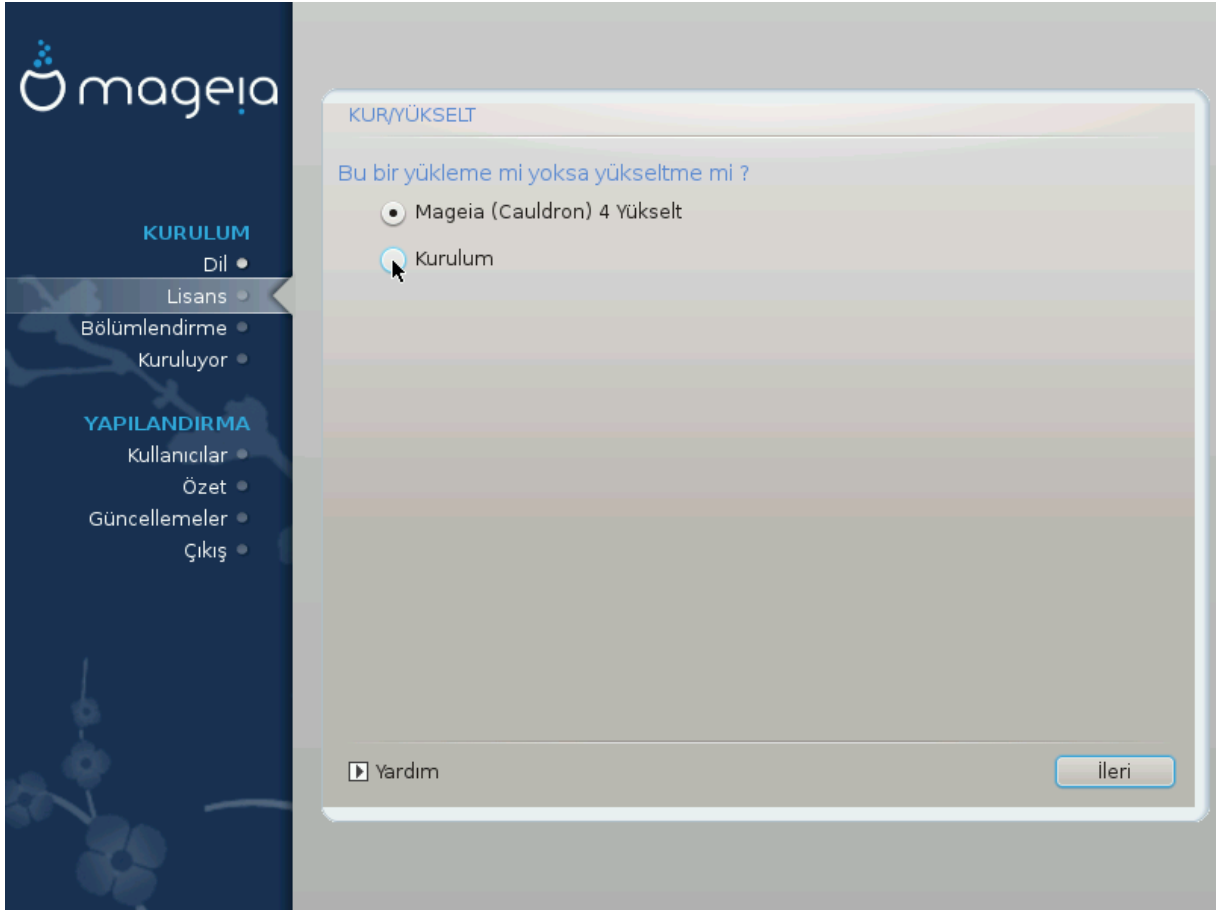 mageia
KURULUM
Dil
Lisans
Bölümlendirme
Kuruluyor
YAPILANDIRMA
Kullanıcılar
Özet
Güncellemeler
Çıkış
KUR/YÜKSELT
Bu bir yükleme mi yoksa yükseltme mi ?
Mageia (Cauldron) 4 Yükselt
Kurulum
Yardım
İleri